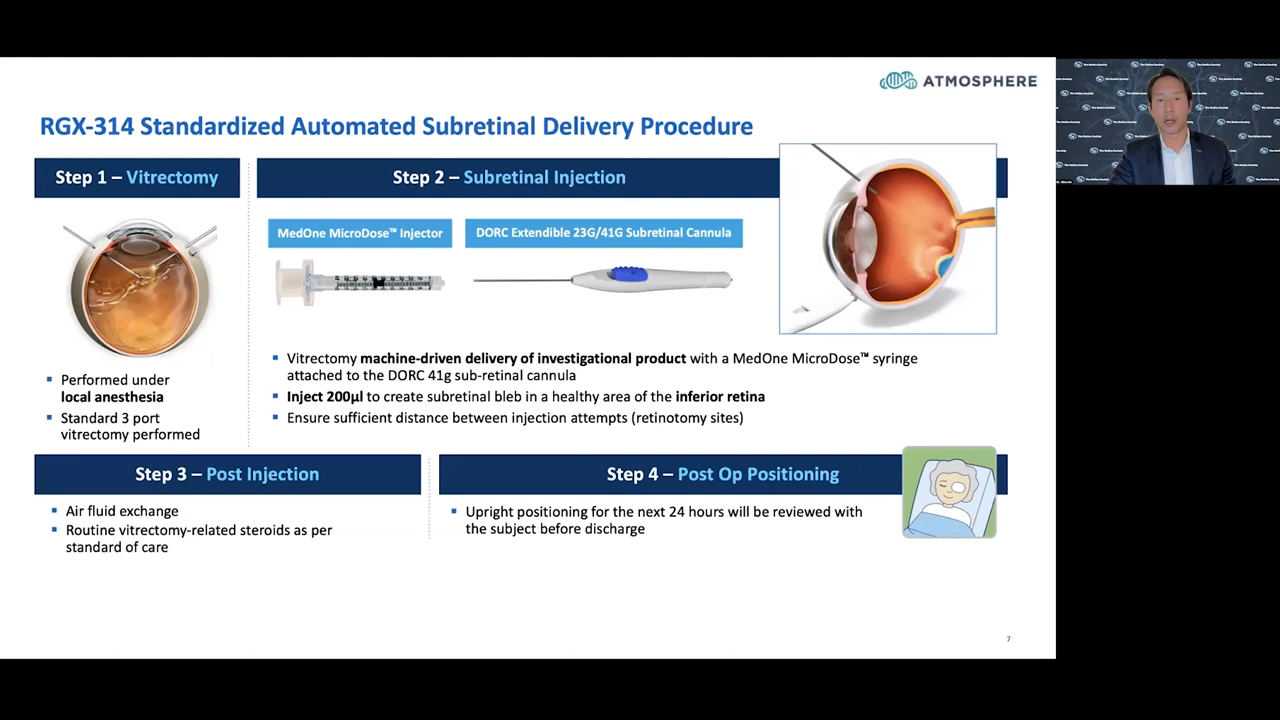 ATMOSPHERE
RGX-314 Standardized Automated Subretinal Delivery Procedure
Step 1 – Vitrectomy
Performed under
local anesthesia
Standard 3 port
vitrectomy performed
Step 2 – Subretinal Injection
MedOne MicroDose™ Injector
DORC Extendible 23G/41G Subretinal Cannula
Vitrectomy machine-driven delivery of investigational product with a MedOne MicroDose™ syringe
attached to the DORC 41g sub-retinal cannula
Inject 200µl to create subretinal bleb in a healthy area of the inferior retina
Ensure sufficient distance between injection attempts (retinotomy sites)
Step 3 – Post Injection
Air fluid exchange
Routine vitrectomy-related steroids as per
standard of care
Step 4 – Post Op Positioning
Upright positioning for the next 24 hours will be reviewed with
the subject before discharge
7
The Retina Society